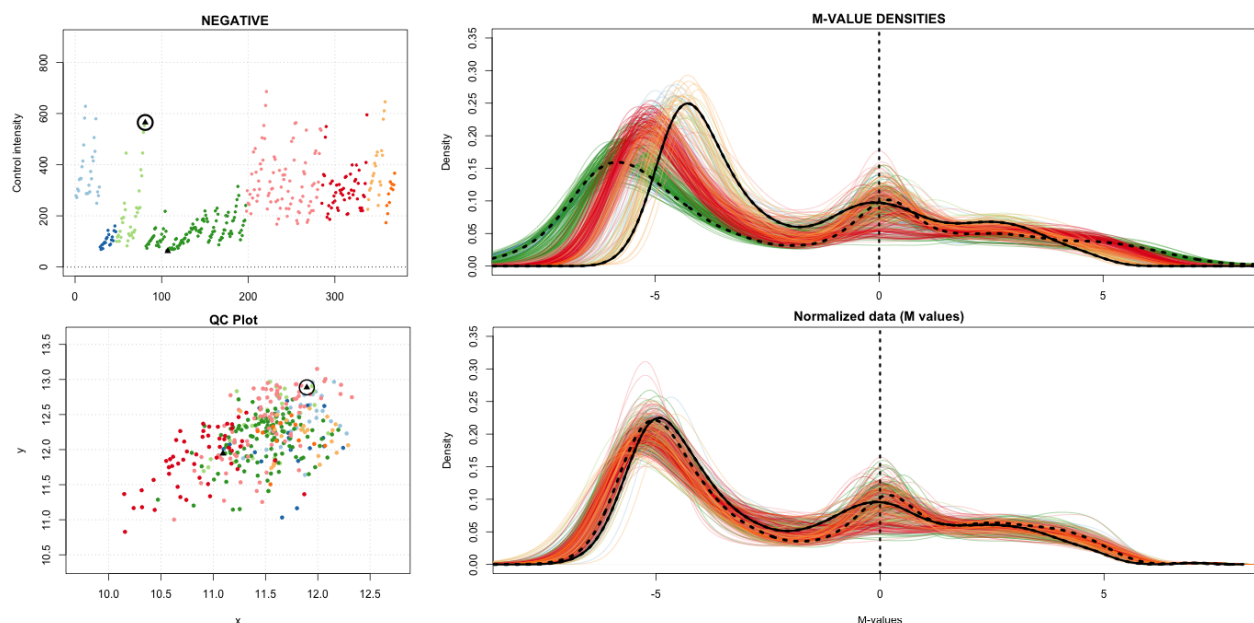 NEGATIVE
Control intensity
800
600
400
200
0
0 100 200 300
M-VALUE DENSITIES
Density
0.35
0.30
0.25
0.20
0.15
0.10
0.05
0.00
-5 0 5
QC Plot
y
13.5
13.0
12.5
12.0
11.5
11.0
10.5
10.0 10.5 11.0 11.5 12.0 12.5
x
Normalized data (M values)
Density
0.35
0.30
0.25
0.20
0.15
0.10
0.05
0.00
-5 0 5
M-values